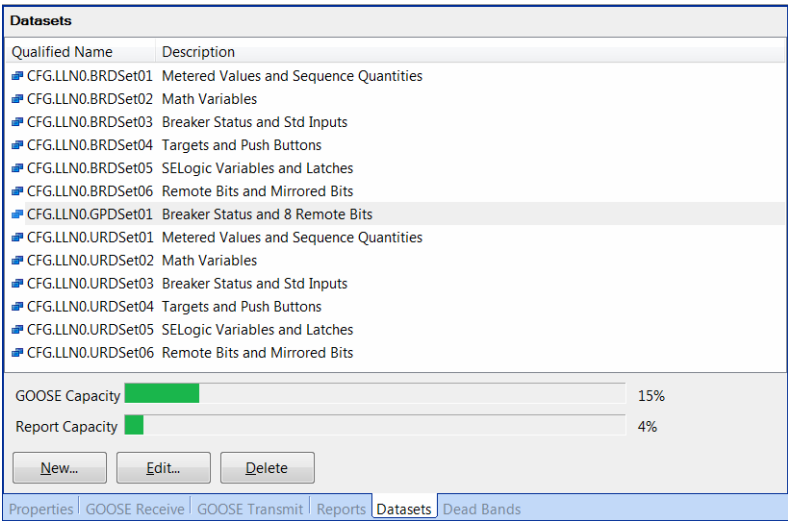 Datasets
Qualified Name Description
CFG.LLN0.BRDSet01 Metered Values and Sequence Quantities
CFG.LLN0.BRDSet02 Math Variables
CFG.LLN0.BRDSet03 Breaker Status and Std Inputs
CFG.LLN0.BRDSet04 Targets and Push Buttons
CFG.LLN0.BRDSet05 SELogic Variables and Latches
CFG.LLN0.BRDSet06 Remote Bits and Mirrored Bits
CFG.LLN0.GPDSet01 Breaker Status and 8 Remote Bits
CFG.LLN0.URDSet01 Metered Values and Sequence Quantities
CFG.LLN0.URDSet02 Math Variables
CFG.LLN0.URDSet03 Breaker Status and Std Inputs
CFG.LLN0.URDSet04 Targets and Push Buttons
CFG.LLN0.URDSet05 SELogic Variables and Latches
CFG.LLN0.URDSet06 Remote Bits and Mirrored Bits
GOOSE Capacity 15%
Report Capacity 4%
New... Edit... Delete
Properties GOOSE Receive GOOSE Transmit Reports Datasets Dead Bands